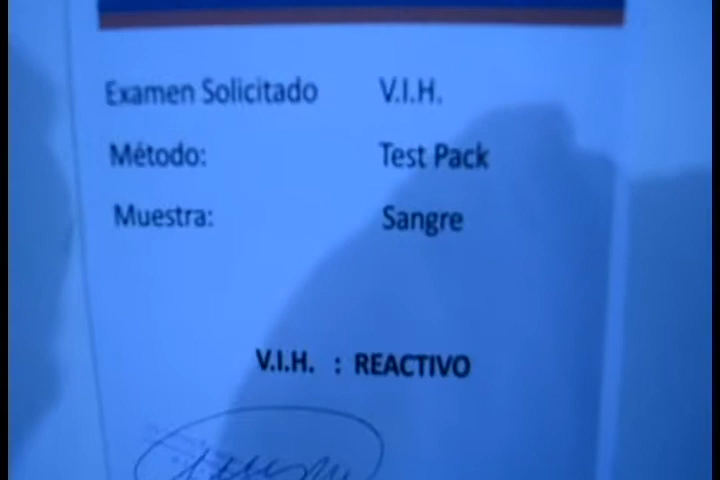 Examen Solicitado V.I.H.
Método: Test Pack
Muestra: Sangre
V.I.H. : REACTIVO